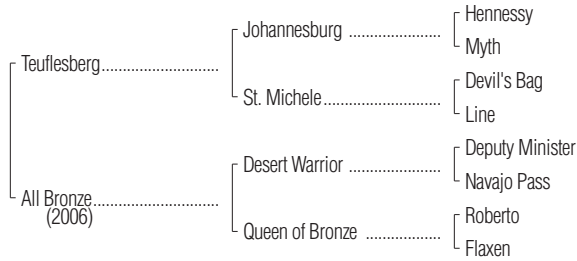 Hennessy
Johannesburg ....................
Myth
Teuflesberg..........................
Devil's Bag
St. Michele..........................
Line
Deputy Minister
Desert Warrior ....................
Navajo Pass
All Bronze............................
(2006)
Roberto
Queen of Bronze ................
Flaxen